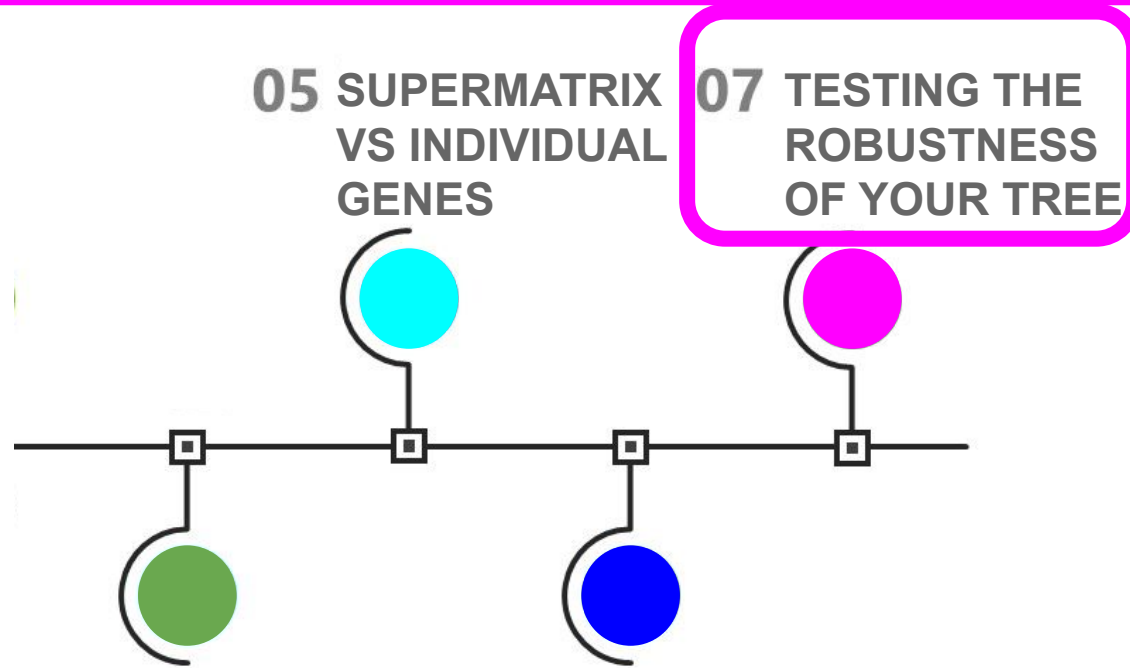 05 SUPERMATRIX
VS INDIVIDUAL
GENES
07 TESTING THE
ROBUSTNESS
OF YOUR TREE